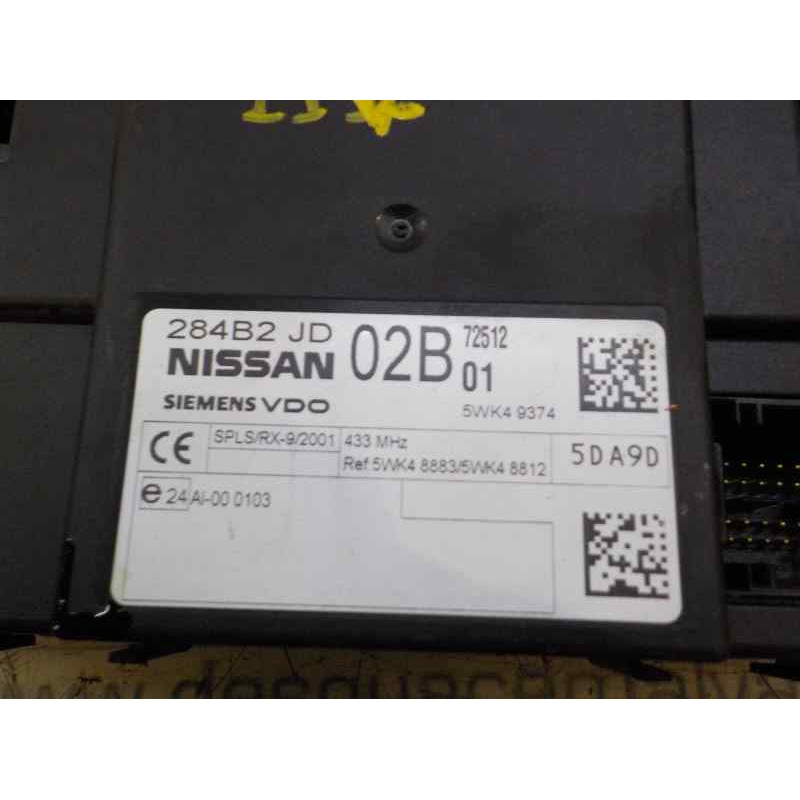 284B2 JD 02B 72512
NISSAN 01
SIEMENS VDO 5WK4 9374
CE SPLS/RX-9/2001 433 MHz 5DA9D
Ref.5WK4 8883/5WK4 8812
e 24 AI-00 0103